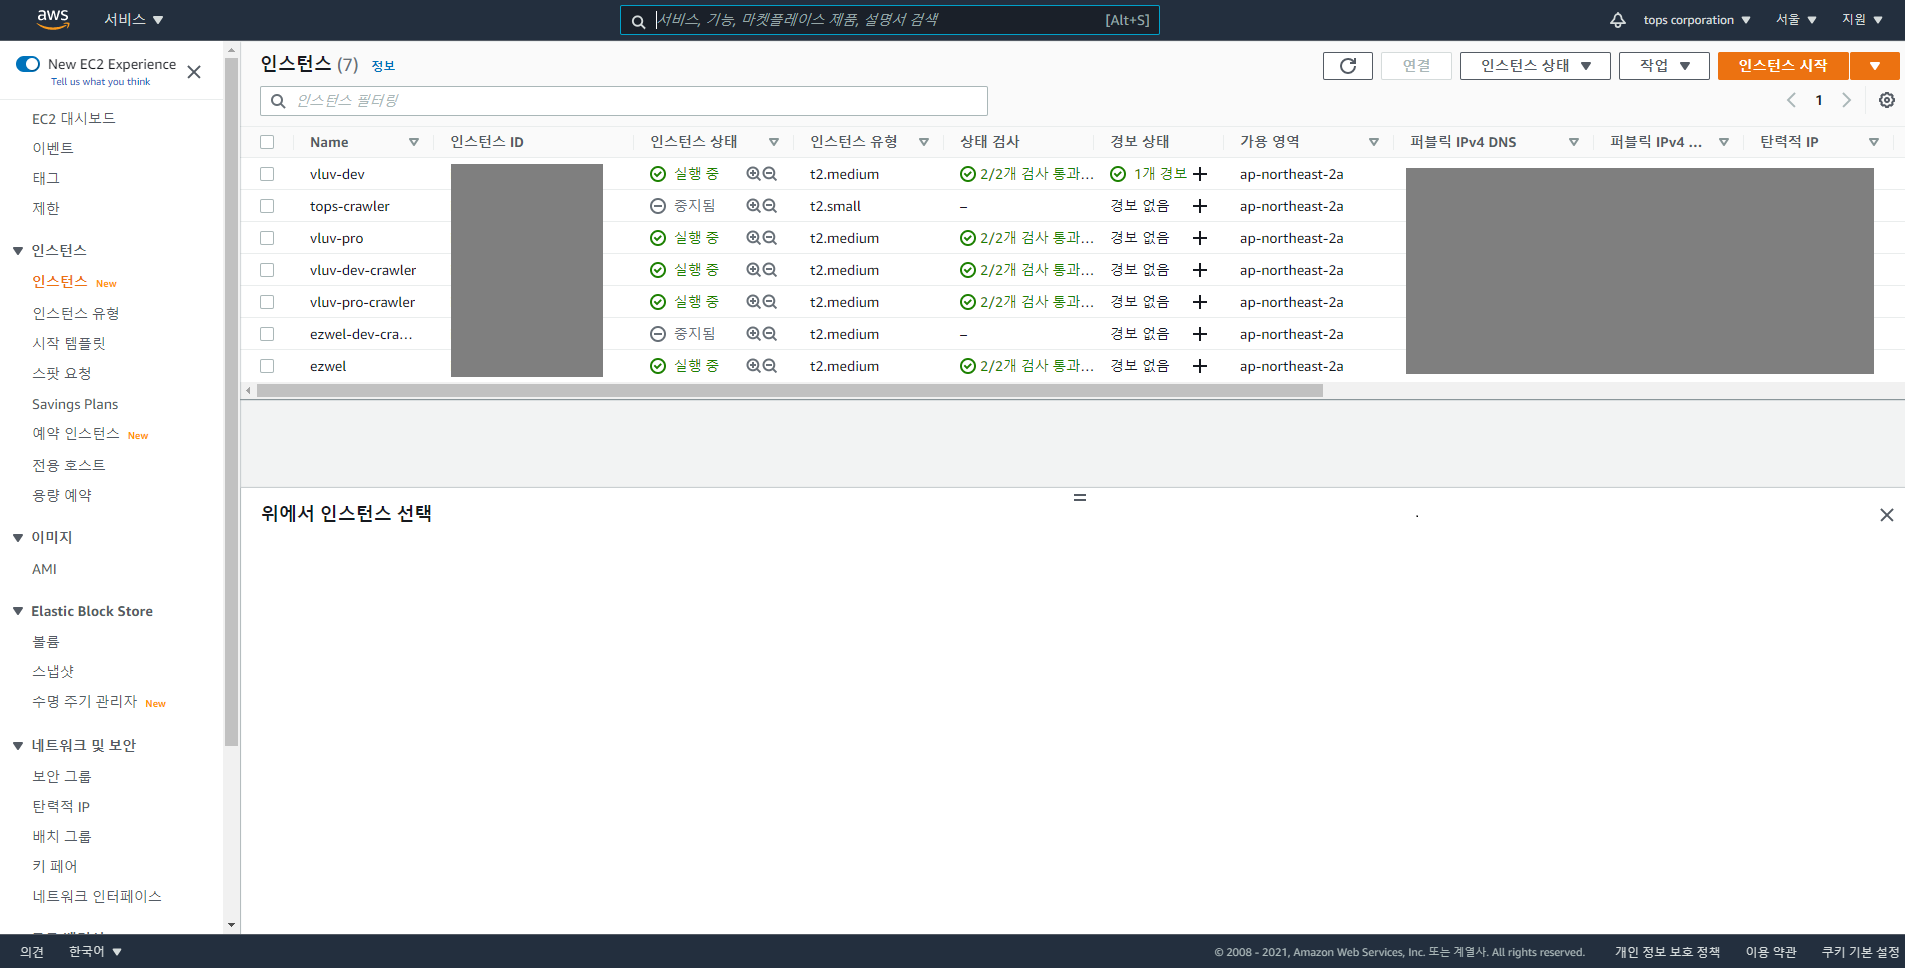 aws
서비스
서비스, 기능, 마켓플레이스 제품, 설명서 검색
[Alt+S]
tops corporation
서울
지원
New EC2 Experience
Tell us what you think
EC2 대시보드
이벤트
태그
제한
인스턴스
인스턴스 New
인스턴스 유형
시작 템플릿
스팟 요청
Savings Plans
예약 인스턴스 New
전용 호스트
용량 예약
이미지
AMI
Elastic Block Store
볼륨
스냅샷
수명 주기 관리자 New
네트워크 및 보안
보안 그룹
탄력적 IP
배치 그룹
키 페어
네트워크 인터페이스
인스턴스 (7) 정보
연결
인스턴스 상태
작업
인스턴스 시작
인스턴스 필터링
1
Name 인스턴스 ID 인스턴스 상태 인스턴스 유형 상태 검사 경보 상태 가용 영역 퍼블릭 IPv4 DNS 퍼블릭 IPv4 ... 탄력적 IP
vluv-dev 실행 중 t2.medium 2/2개 검사 통과... 1개 경보 + ap-northeast-2a
tops-crawler 중지됨 t2.small – 경보 없음 + ap-northeast-2a
vluv-pro 실행 중 t2.medium 2/2개 검사 통과... 경보 없음 + ap-northeast-2a
vluv-dev-crawler 실행 중 t2.medium 2/2개 검사 통과... 경보 없음 + ap-northeast-2a
vluv-pro-crawler 실행 중 t2.medium 2/2개 검사 통과... 경보 없음 + ap-northeast-2a
ezwel-dev-cra... 중지됨 t2.medium – 경보 없음 + ap-northeast-2a
ezwel 실행 중 t2.medium 2/2개 검사 통과... 경보 없음 + ap-northeast-2a
위에서 인스턴스 선택
의견
한국어
© 2008 - 2021, Amazon Web Services, Inc. 또는 계열사. All rights reserved.
개인 정보 보호 정책
이용 약관
쿠키 기본 설정